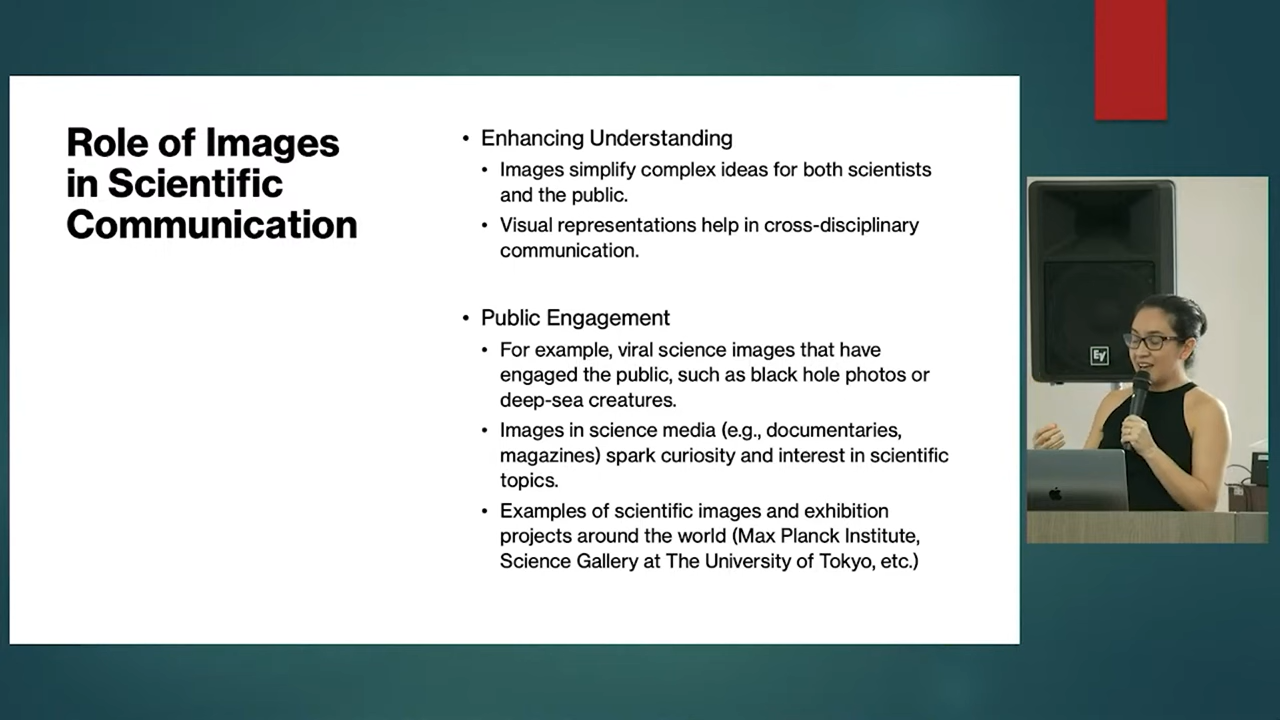 Role of Images
in Scientific
Communication
• Enhancing Understanding
• Images simplify complex ideas for both scientists
and the public.
• Visual representations help in cross-disciplinary
communication.
• Public Engagement
• For example, viral science images that have
engaged the public, such as black hole photos or
deep-sea creatures.
• Images in science media (e.g., documentaries,
magazines) spark curiosity and interest in scientific
topics.
• Examples of scientific images and exhibition
projects around the world (Max Planck Institute,
Science Gallery at The University of Tokyo, etc.)
EV